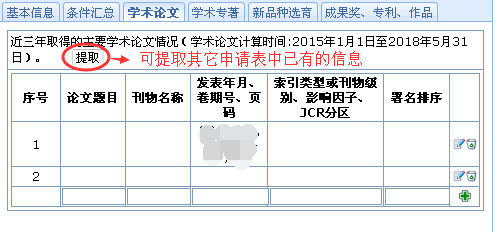 基本信息 条件汇总 学术论文 学术专著 新品种选育 成果奖、专利、作品
近三年取得的主要学术论文情况(学术论文计算时间:2015年1月1日至2018年5月31
日)。 提取 可提取其它申请表中已有的信息
序号 论文题目 刊物名称 发表年月、卷期号、页码 索引类型或刊物级别、影响因子、JCR分区 署名排序
1
2